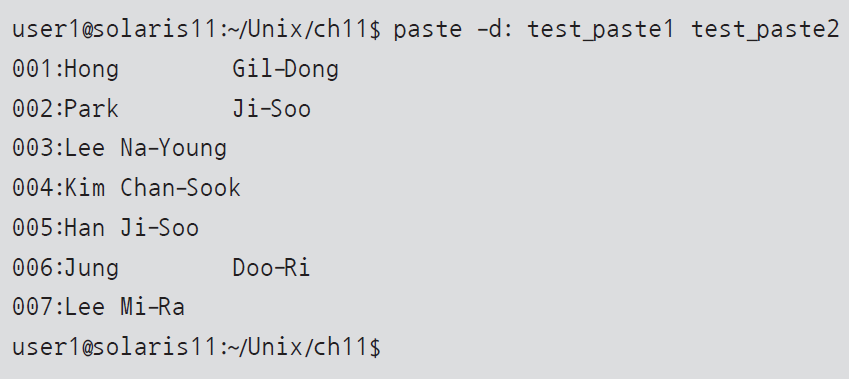 user1@solaris11:~/Unix/ch11$ paste -d: test_paste1 test_paste2
001:Hong	Gil-Dong
002:Park	Ji-Soo
003:Lee Na-Young
004:Kim Chan-Sook
005:Han Ji-Soo
006:Jung	Doo-Ri
007:Lee Mi-Ra
user1@solaris11:~/Unix/ch11$